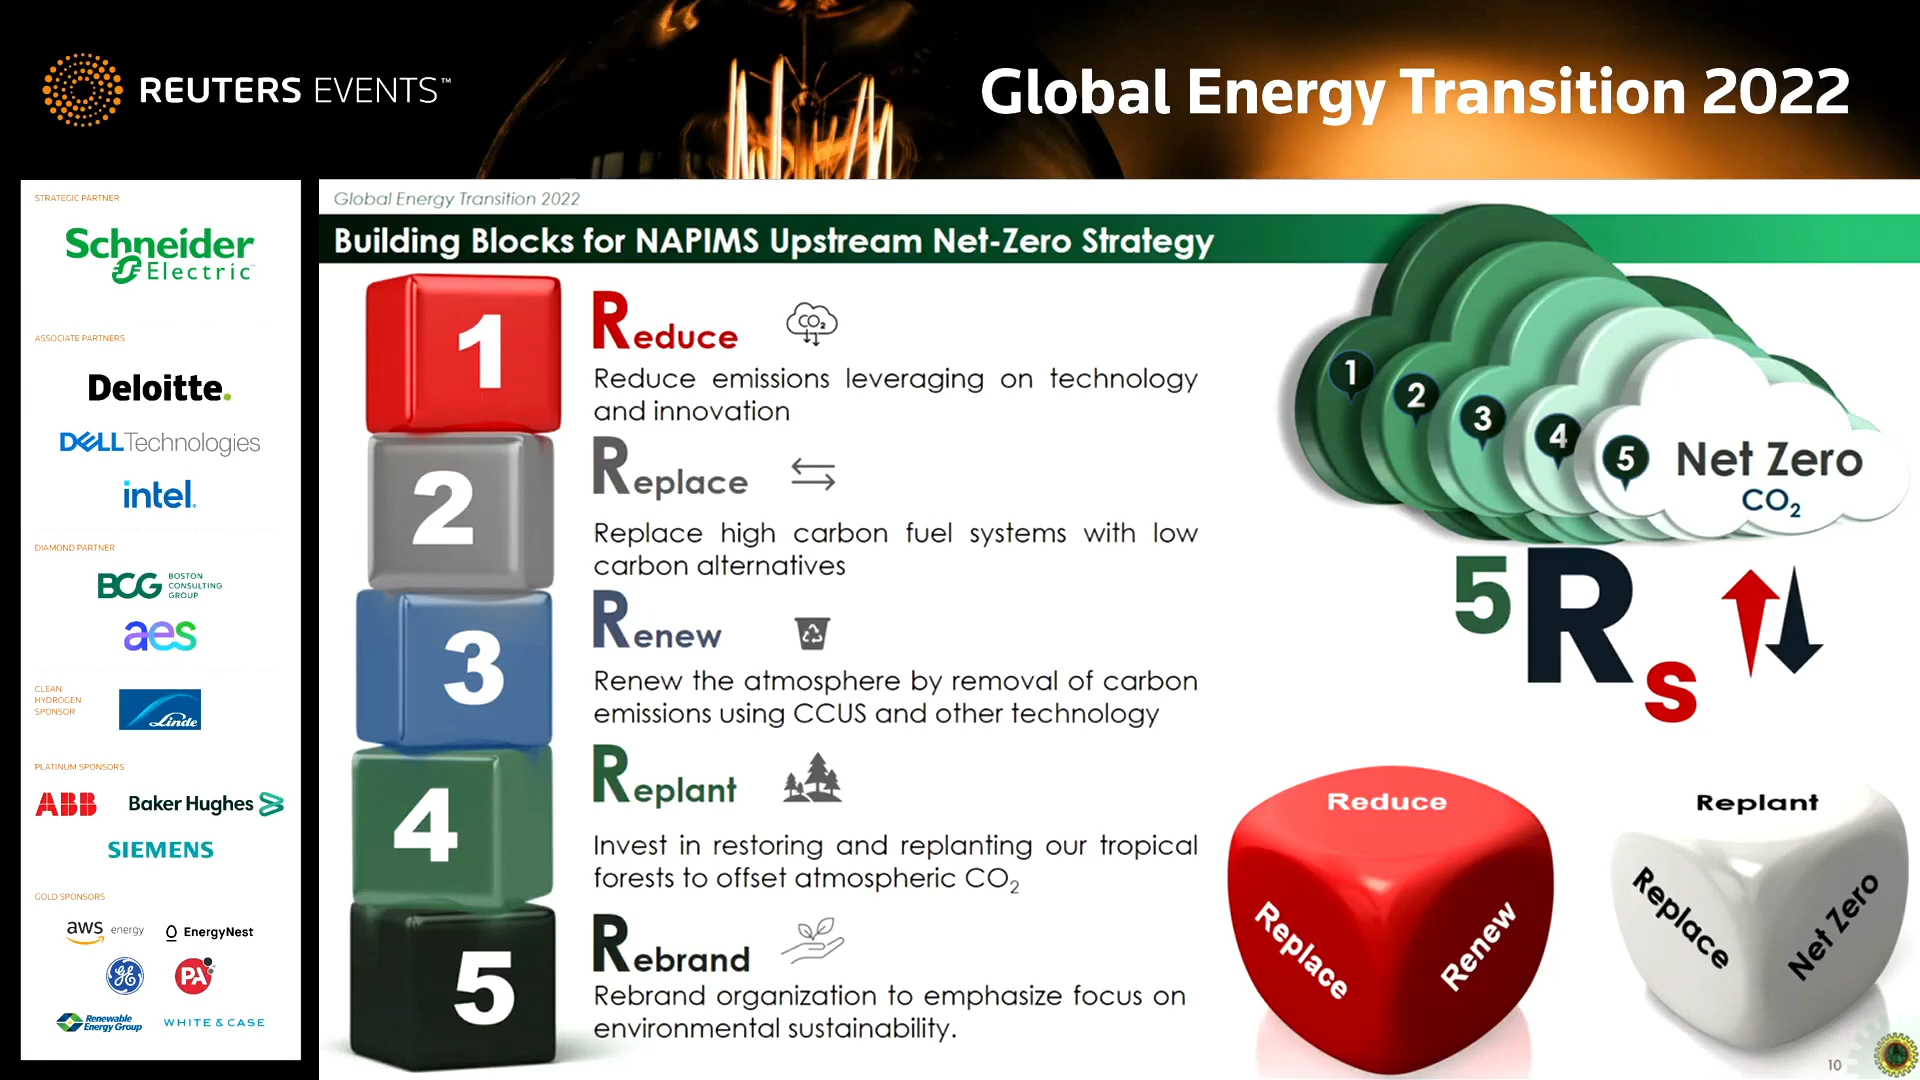 REUTERS EVENTS™
Global Energy Transition 2022
STRATEGIC PARTNER
Schneider
Electric
ASSOCIATE PARTNERS
Deloitte.
DELL Technologies
intel.
DIAMOND PARTNER
BCG
BOSTON
CONSULTING
GROUP
aes
CLEAN
HYDROGEN
SPONSOR
Linde
PLATINUM SPONSORS
ABB
Baker Hughes
SIEMENS
GOLD SPONSORS
aws energy
EnergyNest
GE
PA
Renewable
Energy Group
WHITE & CASE
Global Energy Transition 2022
Building Blocks for NAPIMS Upstream Net-Zero Strategy
1
Reduce
CO₂
Reduce emissions leveraging on technology
and innovation
2
Replace
Replace high carbon fuel systems with low
carbon alternatives
3
Renew
Renew the atmosphere by removal of carbon
emissions using CCUS and other technology
4
Replant
Invest in restoring and replanting our tropical
forests to offset atmospheric CO₂
5
Rebrand
Rebrand organization to emphasize focus on
environmental sustainability.
1
2
3
4
5
Net Zero
CO₂
5Rs
Reduce
Replace
Renew
Replant
Replace
Net Zero
10